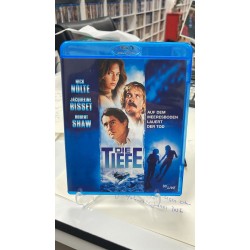 NICK
NOLTE
JACQUELINE
BISSET
ROBERT
SHAW
AUF DEM
MEERESBODEN
LAUERT
DER TOD
DIE
TIEFE